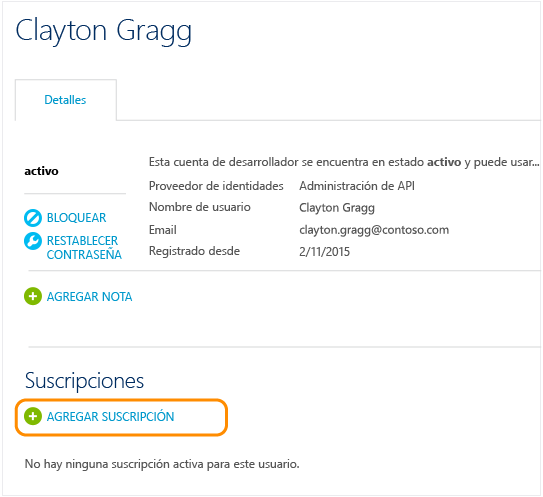 Clayton Gragg
Detalles
activo
Esta cuenta de desarrollador se encuentra en estado activo y puede usar...
Proveedor de identidades Administración de API
Nombre de usuario Clayton Gragg
Email clayton.gragg@contoso.com
Registrado desde 2/11/2015
BLOQUEAR
RESTABLECER
CONTRASEÑA
AGREGAR NOTA
Suscripciones
AGREGAR SUSCRIPCIÓN
No hay ninguna suscripción activa para este usuario.